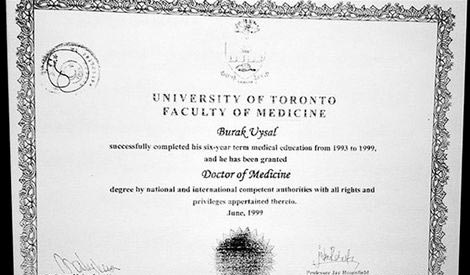 UNIVERSITY OF TORONTO
FACULTY OF MEDICINE
Burak Uysal
successfully completed his six-year term medical education from 1993 to 1999,
and he has been granted
Doctor of Medicine
degree by national and international competent authorities with all rights and
privileges appertained thereto.
June, 1999
Professor Jay